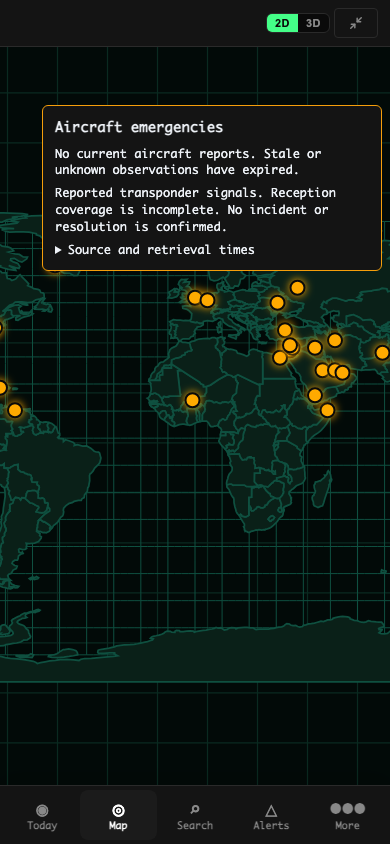 2D 3D
Aircraft emergencies
No current aircraft reports. Stale or
unknown observations have expired.
Reported transponder signals. Reception
coverage is incomplete. No incident or
resolution is confirmed.
Source and retrieval times
Today Map Search Alerts More